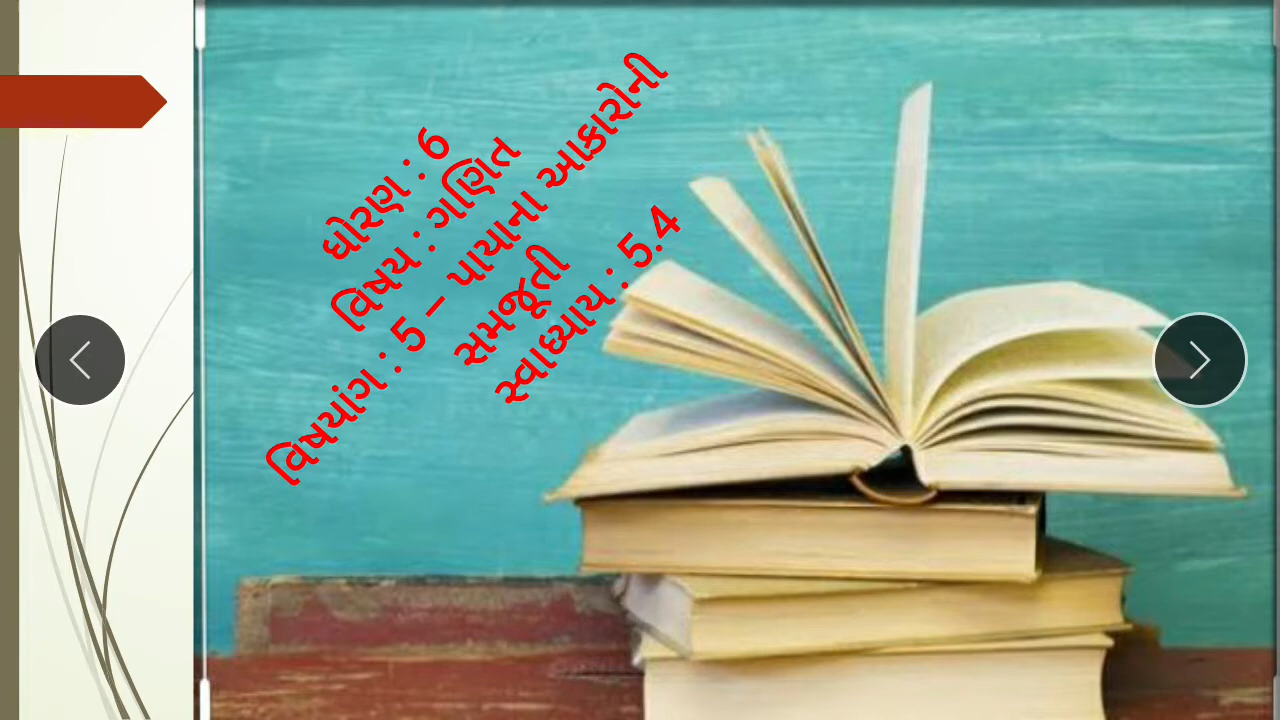 ધોરણ : 6
વિષય : ગણિત
વિષયાંગ : 5 – પાયાના આકારોની
સમજૂતી
સ્વાધ્યાય : 5.4